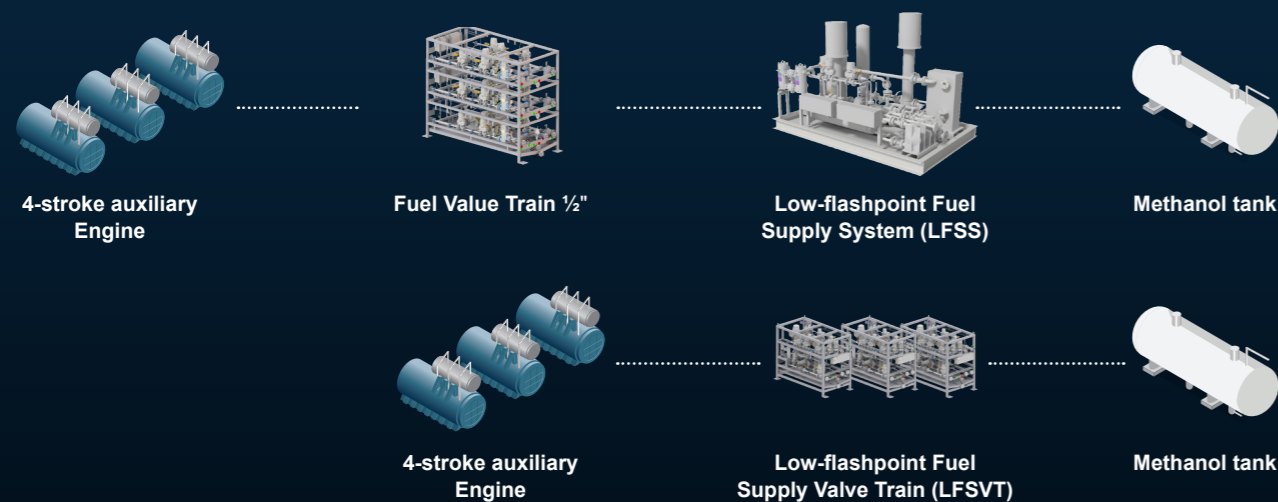 4-stroke auxiliary
Engine
Fuel Value Train ½"
Low-flashpoint Fuel
Supply System (LFSS)
Methanol tank
4-stroke auxiliary
Engine
Low-flashpoint Fuel
Supply Valve Train (LFSVT)
Methanol tank